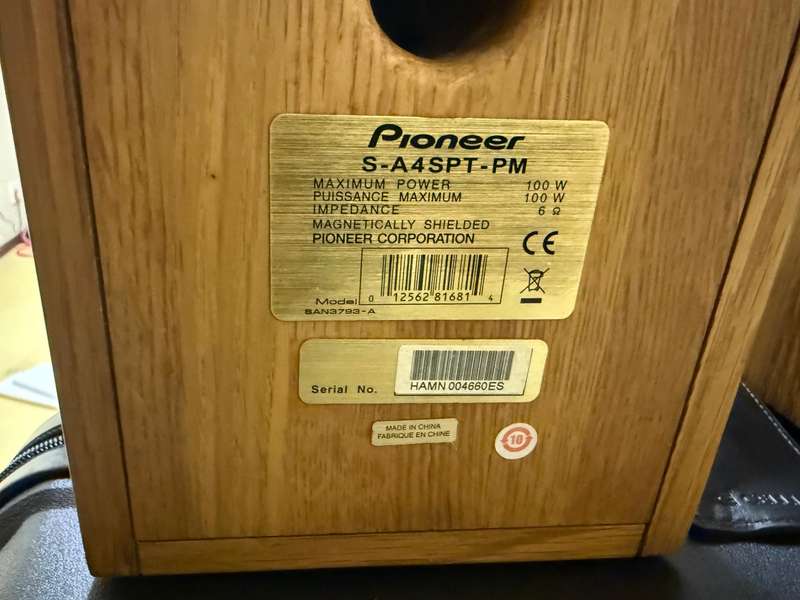 Pioneer
S-A4SPT-PM
MAXIMUM POWER 100 W
PUISSANCE MAXIMUM 100 W
IMPEDANCE 6 Ω
MAGNETICALLY SHIELDED
PIONEER CORPORATION
CE
0 12562 81681 4
Model
SAN3793-A
Serial No. HAMN 004660ES
MADE IN CHINA
FABRIQUE EN CHINE
10